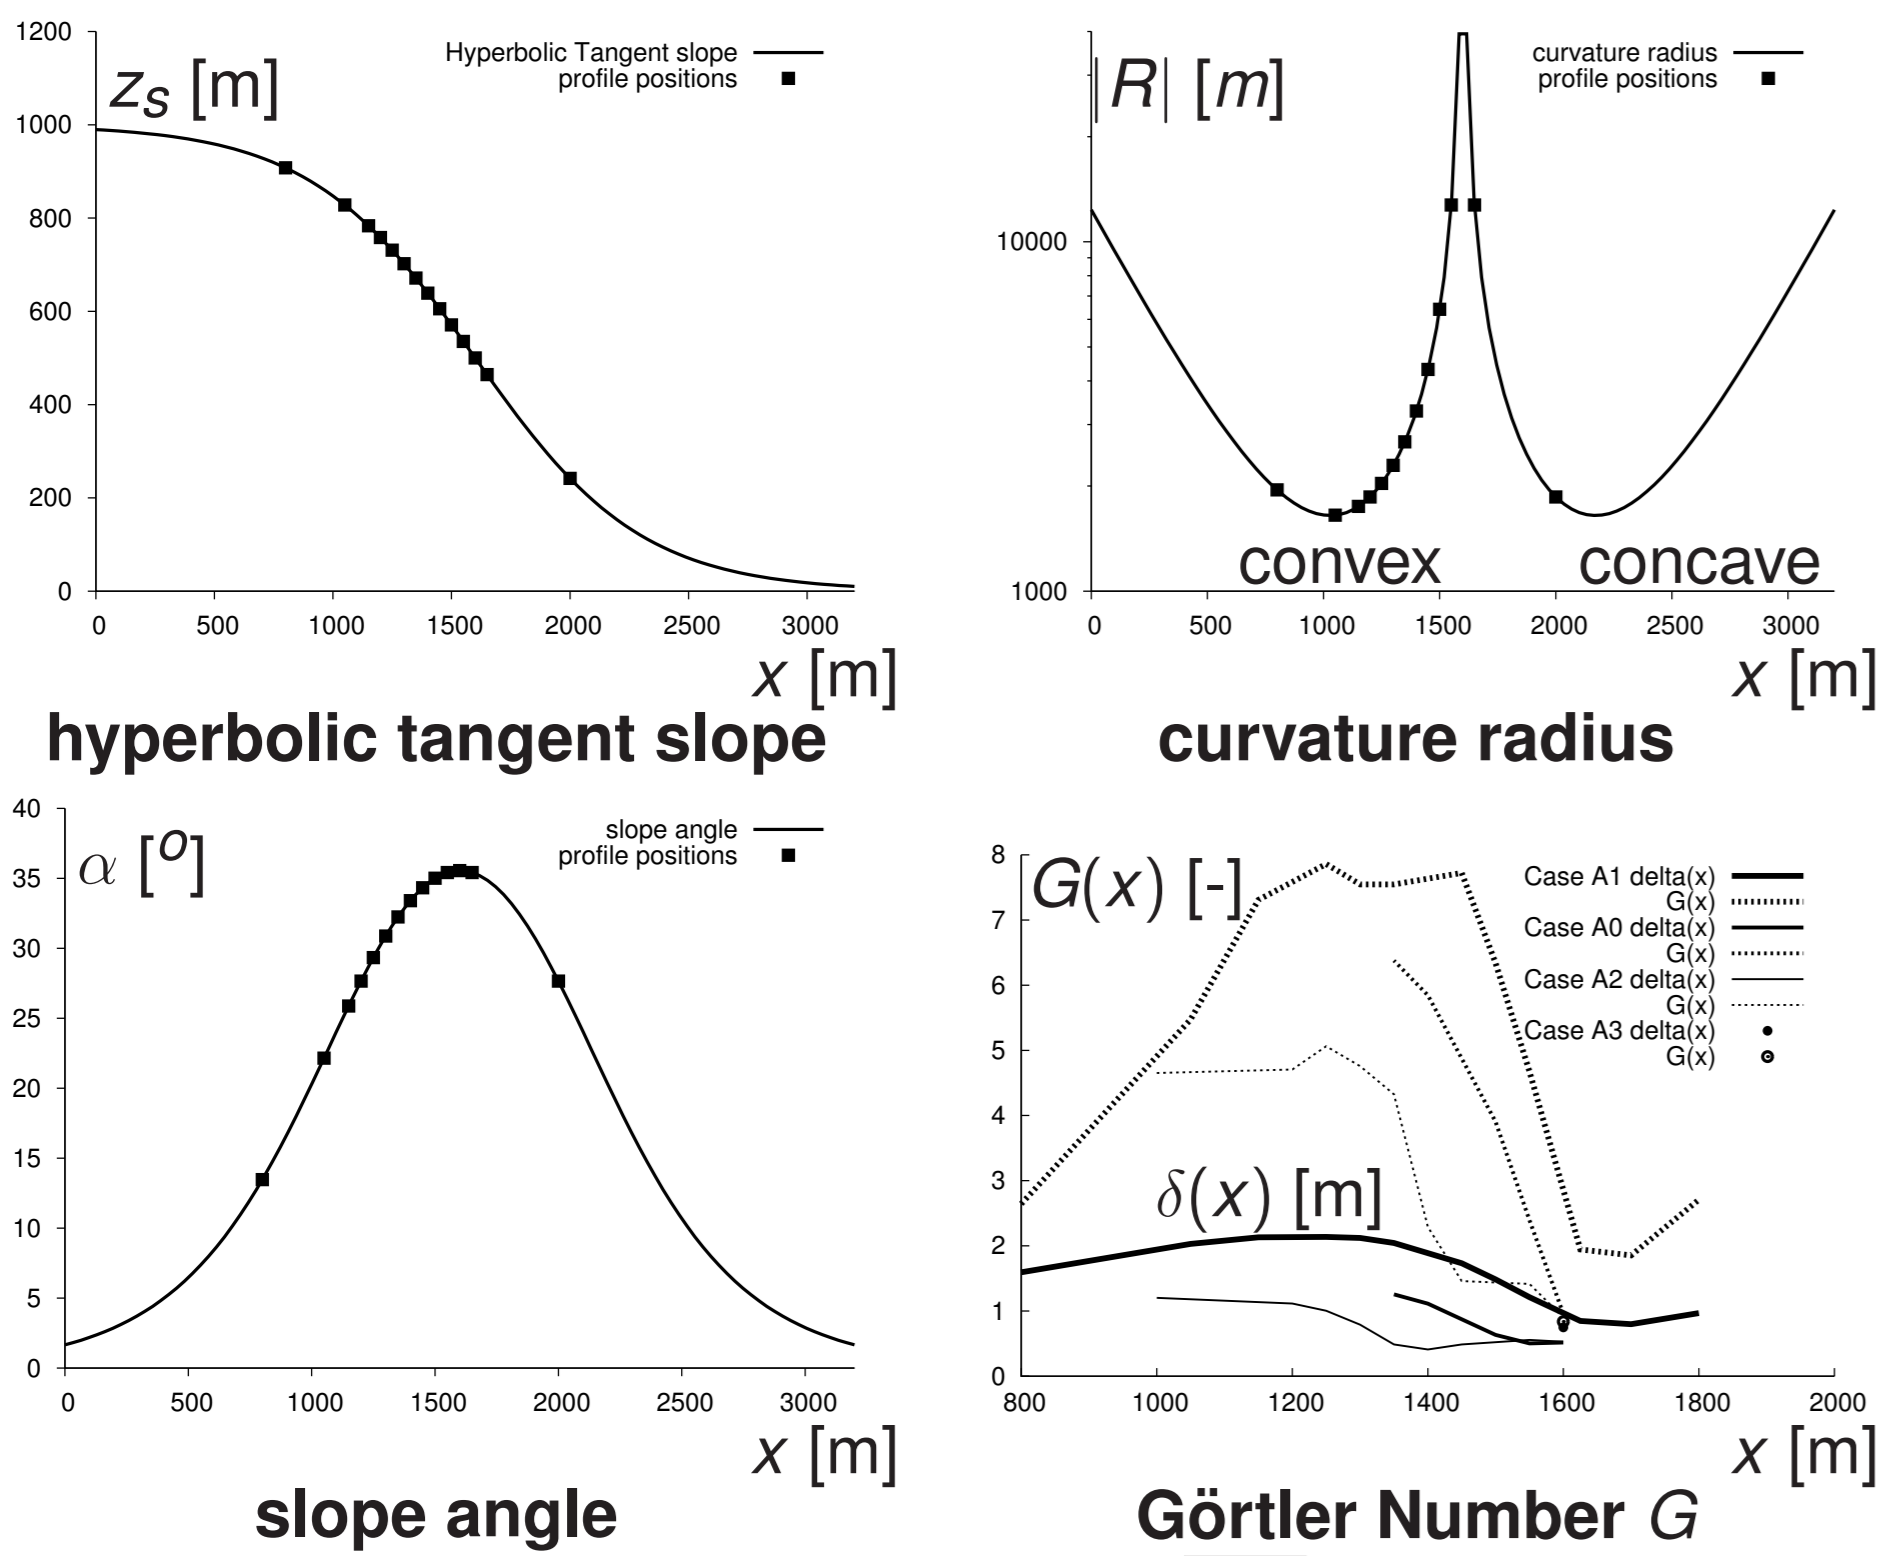 1200
1000
800
600
400
200
0
z_s [m]
Hyperbolic Tangent slope
profile positions
0 500 1000 1500 2000 2500 3000
x [m]
hyperbolic tangent slope
|R| [m]
curvature radius
profile positions
10000
1000
convex concave
0 500 1000 1500 2000 2500 3000
x [m]
curvature radius
40
35
30
25
20
15
10
5
0
α [°]
slope angle
profile positions
0 500 1000 1500 2000 2500 3000
x [m]
slope angle
8
7
6
5
4
3
2
1
0
G(x) [-]
Case A1 delta(x)
G(x)
Case A0 delta(x)
G(x)
Case A2 delta(x)
G(x)
Case A3 delta(x)
G(x)
δ(x) [m]
800 1000 1200 1400 1600 1800 2000
x [m]
Görtler Number G